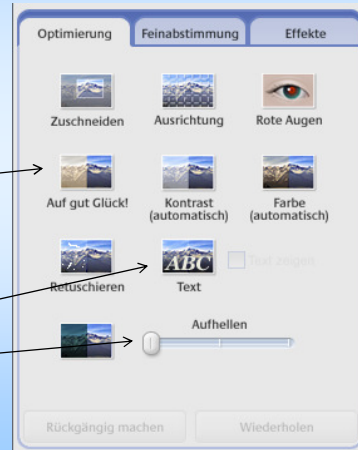 Optimierung Feinabstimmung Effekte
Zuschneiden Ausrichtung Rote Augen
Auf gut Glück! Kontrast (automatisch) Farbe (automatisch)
Retuschieren ABC Text Text zeigen
Aufhellen
Rückgängig machen Wiederholen